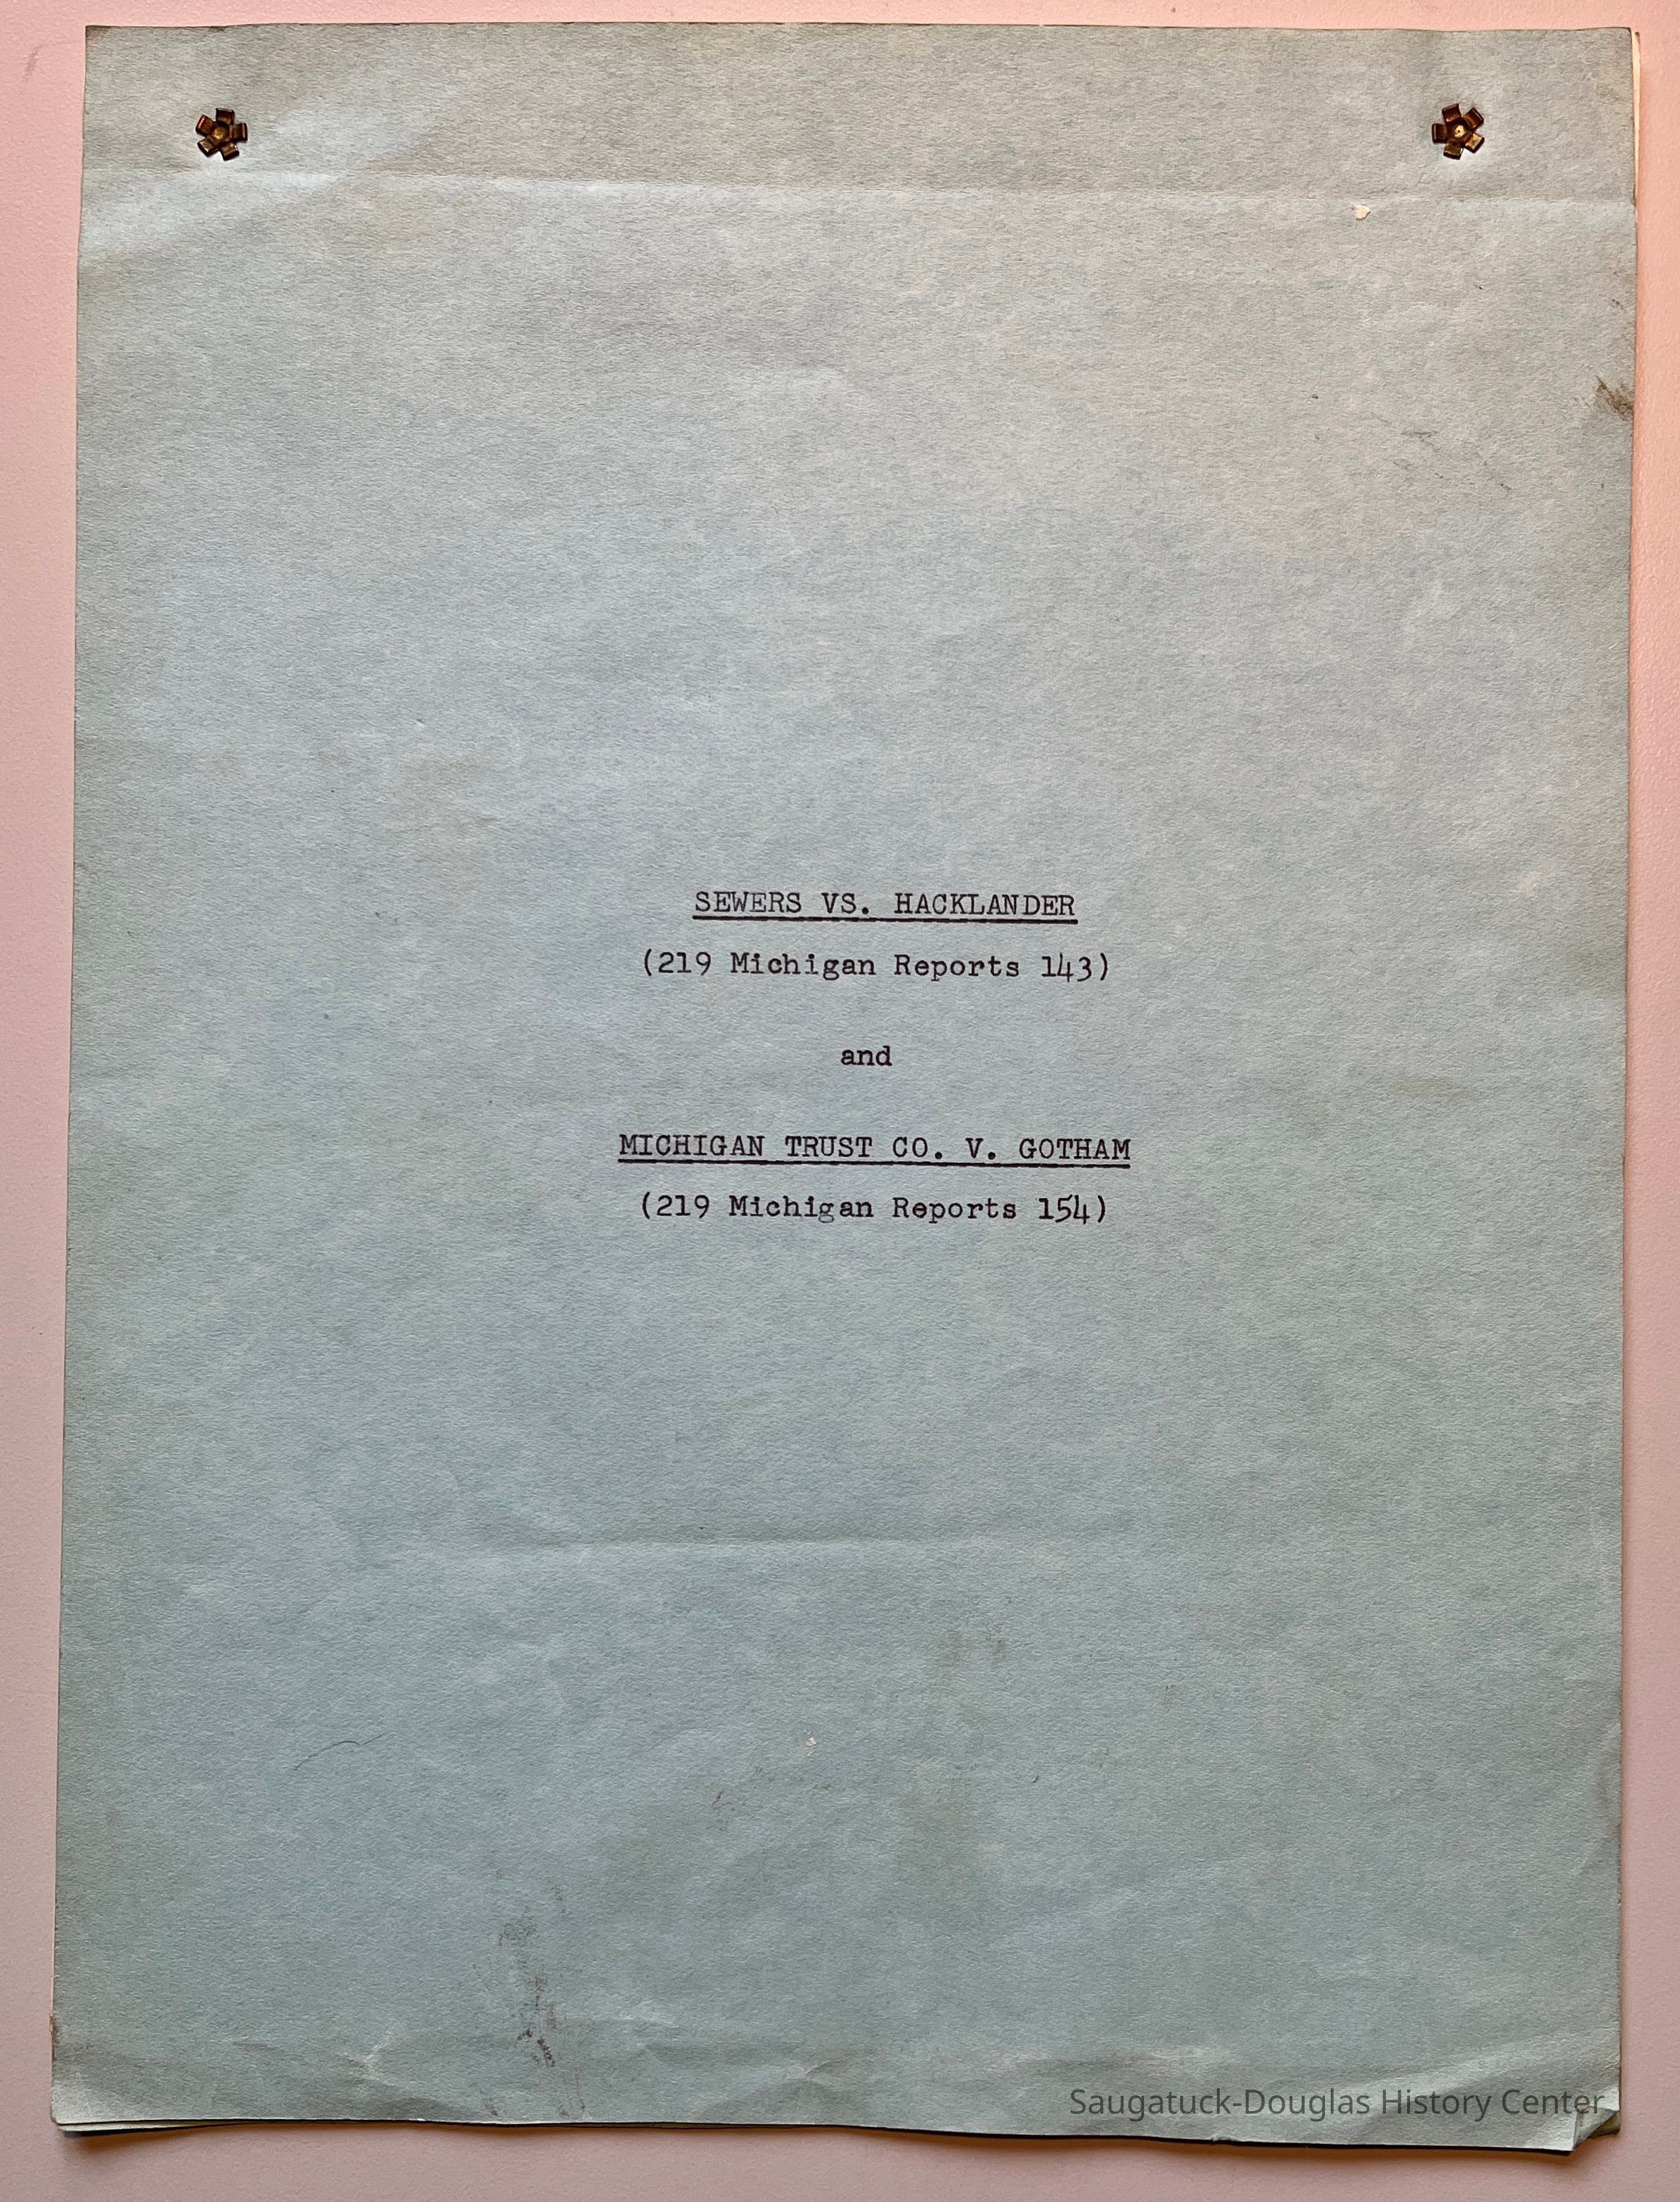 SEWERS VS. HACKLANDER
(219 Michigan Reports 143)
and
MICHIGAN TRUST CO. V. GOTHAM
(219 Michigan Reports 154)
Saugatuck-Douglas History Center